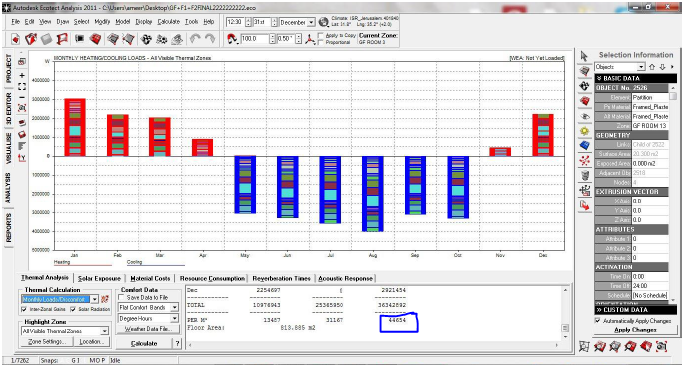 Autodesk Ecotect Analysis 2011 - C:\Users\ameer\Desktop\GF+F1+F2FINAL2222222222.eco
File Edit View Draw Select Modify Model Display Calculate Tools Help
12:30 31st December
Climate: ISR_Jerusalem 401840
Lat: 31.8° Lng: 35.2° (+2.0)
100.0 0.50 Apply to Copy Current Zone:
Proportional GF ROOM 3
PROJECT
3D EDITOR
VISUALISE
ANALYSIS
REPORTS
W MONTHLY HEATING/COOLING LOADS - All Visible Thermal Zones [WEA: Not Yet Loaded]
4000000
3000000
2000000
1000000
0
1000000
2000000
3000000
4000000
5000000
Jan Feb Mar Apr May Jun Jul Aug Sep Oct Nov Dec
Heating Cooling
Thermal Analysis Solar Exposure Material Costs Resource Consumption Reverberation Times Acoustic Response
Thermal Calculation
Monthly Loads/Discomfort
Inter-Zonal Gains Solar Radiation
Highlight Zone
All Visible Thermal Zones
Zone Settings... Location...
Comfort Data
Save Data to File
Flat Comfort Bands
Degree Hours
Weather Data File...
Calculate ?
Dec 2254697 2921454
TOTAL 10976943 25365950 36342892
PER M² 13487 31167 44654
Floor Area: 813.885 m2
Selection Information
Objects
BASIC DATA
OBJECT No. 2526
Element Partition
Pri Material Framed_Plaste
Alt Material Framed_Plaste
Zone GF ROOM 13
GEOMETRY
Links Child of 2522
Surface Area 20.300 m2
Exposed Area 0.000 m2
Adjacent Obj 2518
Nodes 4
EXTRUSION VECTOR
X Axis 0.0
Y Axis 0.0
Z Axis 0.0
ATTRIBUTES
Attribute 1 0
Attribute 2 0
Attribute 3 0
ACTIVATION
Time On 0:00
Time Off 24:00
Schedule [No Schedule]
CUSTOM DATA
Automatically Apply Changes
Apply Changes
1/7262 Snaps: G I M O P Idle